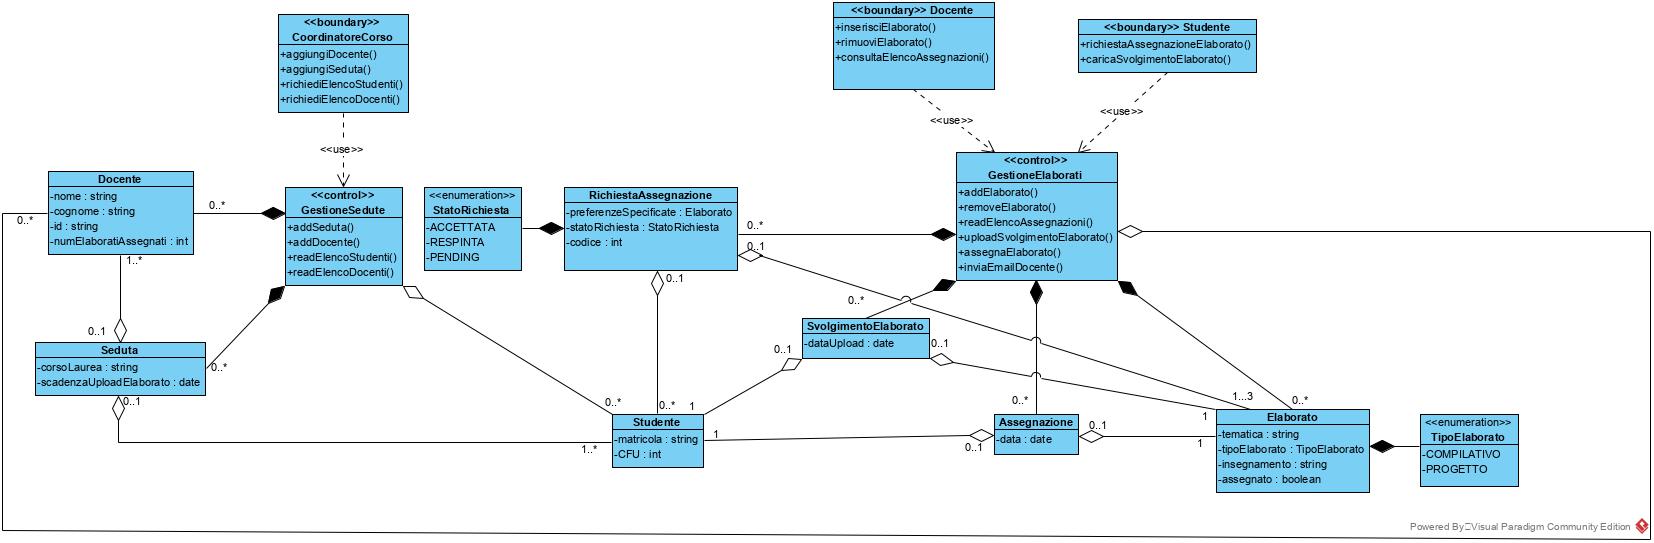 <<boundary>>
CoordinatoreCorso
+aggiungiDocente()
+aggiungiSeduta()
+richiediElencoStudenti()
+richiediElencoDocenti()
<<use>>
<<boundary>> Docente
+inserisciElaborato()
+rimuoviElaborato()
+consultaElencoAssegnazioni()
<<use>>
<<boundary>> Studente
+richiestaAssegnazioneElaborato()
+caricaSvolgimentoElaborato()
<<use>>
Docente
-nome : string
-cognome : string
-id : string
-numElaboratiAssegnati : int
0..*
0..*
1..*
0..1
<<control>>
GestioneSedute
+addSeduta()
+addDocente()
+readElencoStudenti()
+readElencoDocenti()
<<enumeration>>
StatoRichiesta
-ACCETTATA
-RESPINTA
-PENDING
RichiestaAssegnazione
-preferenzeSpecificate : Elaborato
-statoRichiesta : StatoRichiesta
-codice : int
0..*
0..1
0..1
<<control>>
GestioneElaborati
+addElaborato()
+removeElaborato()
+readElencoAssegnazioni()
+uploadSvolgimentoElaborato()
+assegnaElaborato()
+inviaEmailDocente()
0..*
SvolgimentoElaborato
-dataUpload : date
0..1
0..1
Seduta
-corsoLaurea : string
-scadenzaUploadElaborato : date
0..*
0..1
1..*
0..*
0..*
1
Studente
-matricola : string
-CFU : int
1
0..*
Assegnazione
-data : date
0..1
0..1
1...3
0..*
1
1
Elaborato
-tematica : string
-tipoElaborato : TipoElaborato
-insegnamento : string
-assegnato : boolean
<<enumeration>>
TipoElaborato
-COMPILATIVO
-PROGETTO
Powered By Visual Paradigm Community Edition